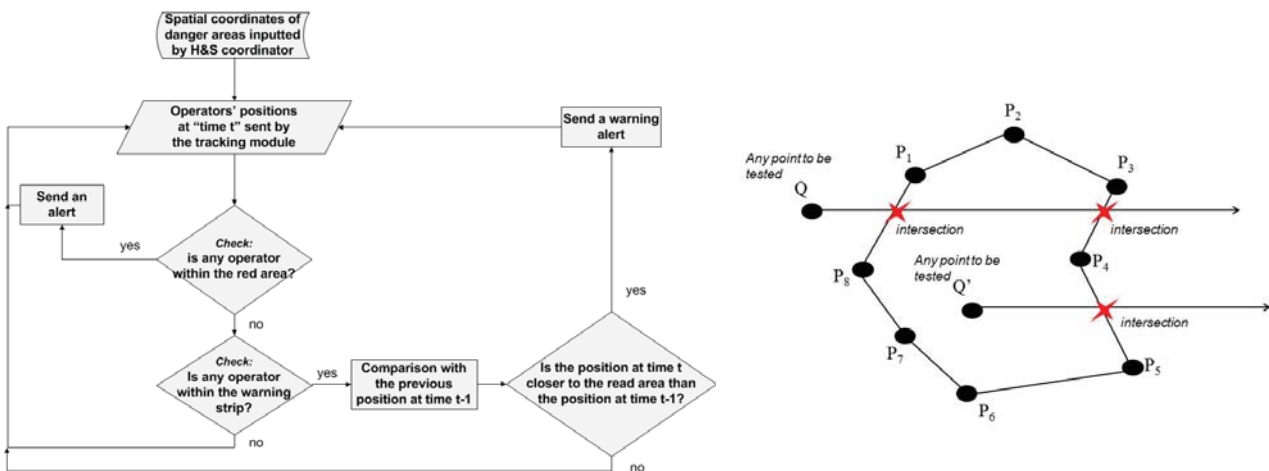 Spatial coordinates of
danger areas inputted
by H&S coordinator
Operators' positions
at "time t" sent by
the tracking module
Send a warning
alert
Send an
alert
yes
Check:
is any operator
within the red area?
no
yes
Check:
Is any operator
within the warning
strip?
yes
Comparison with
the previous
position at time t-1
Is the position at time t
closer to the read area than
the position at time t-1?
no
no
P2
P1
P3
Any point to be
tested
Q
intersection
intersection
P4
Any point to be
tested
P8
Q'
intersection
P7
P5
P6